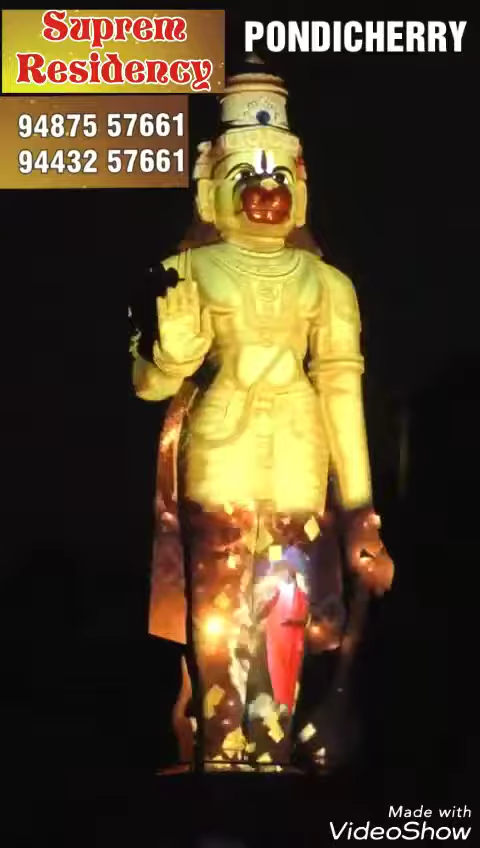 Suprem
Residency
PONDICHERRY
94875 57661
94432 57661
Made with
VideoShow